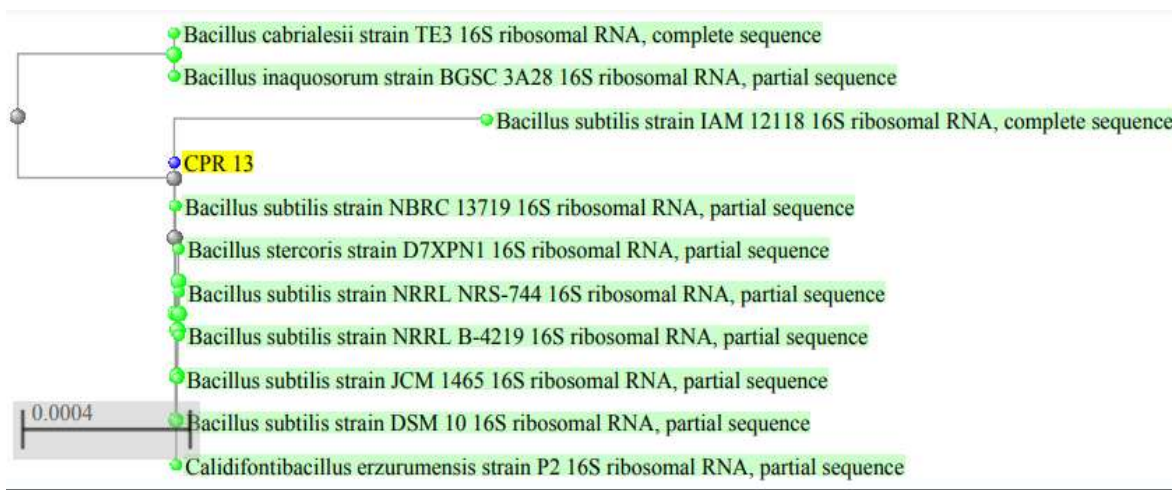 Bacillus cabrialesii strain TE3 16S ribosomal RNA, complete sequence
Bacillus inaquosorum strain BGSC 3A28 16S ribosomal RNA, partial sequence
Bacillus subtilis strain IAM 12118 16S ribosomal RNA, complete sequence
CPR 13
Bacillus subtilis strain NBRC 13719 16S ribosomal RNA, partial sequence
Bacillus stercoris strain D7XPN1 16S ribosomal RNA, partial sequence
Bacillus subtilis strain NRRL NRS-744 16S ribosomal RNA, partial sequence
Bacillus subtilis strain NRRL B-4219 16S ribosomal RNA, partial sequence
Bacillus subtilis strain JCM 1465 16S ribosomal RNA, partial sequence
0.0004
Bacillus subtilis strain DSM 10 16S ribosomal RNA, partial sequence
Calidifontibacillus erzurumensis strain P2 16S ribosomal RNA, partial sequence